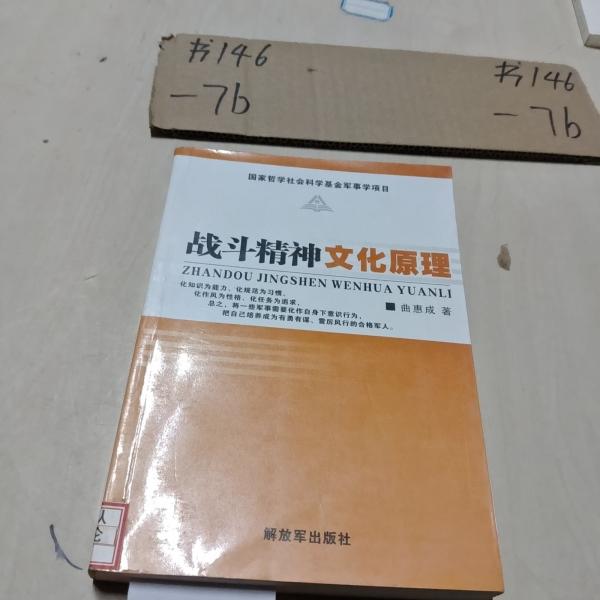 书146
-7b
书146
-7b
国家哲学社会科学基金军事学项目
战斗精神文化原理
ZHANDOU JINGSHEN WENHUA YUANLI
化知识为能力、化规范为习惯，
化作风为性格、化任务为追求，
总之，将一些军事需要化作自身下意识行为，
把自己培养成为有勇有谋、雷厉风行的合格军人。
曲惠成 著
解放军出版社